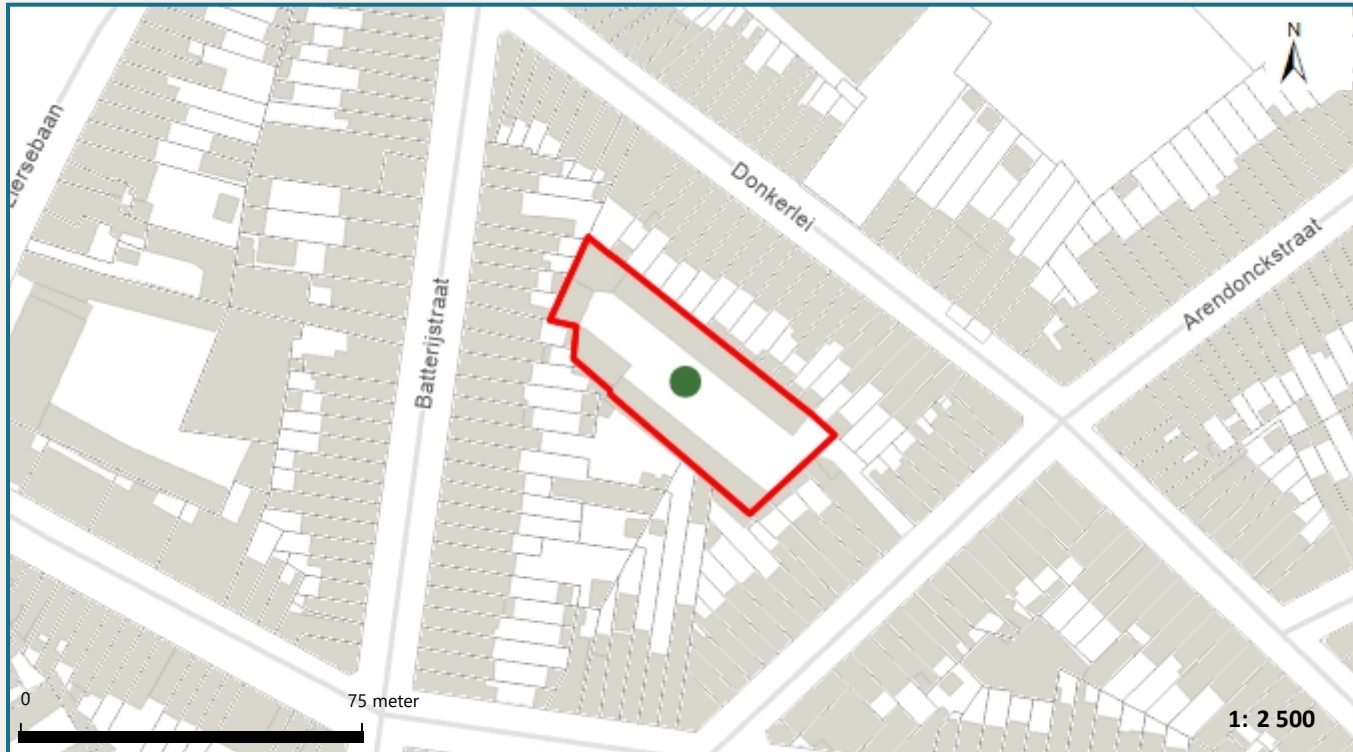 N
Donkerlei
Arendonckstraat
Batterijstraat
0
75 meter
1: 2 500